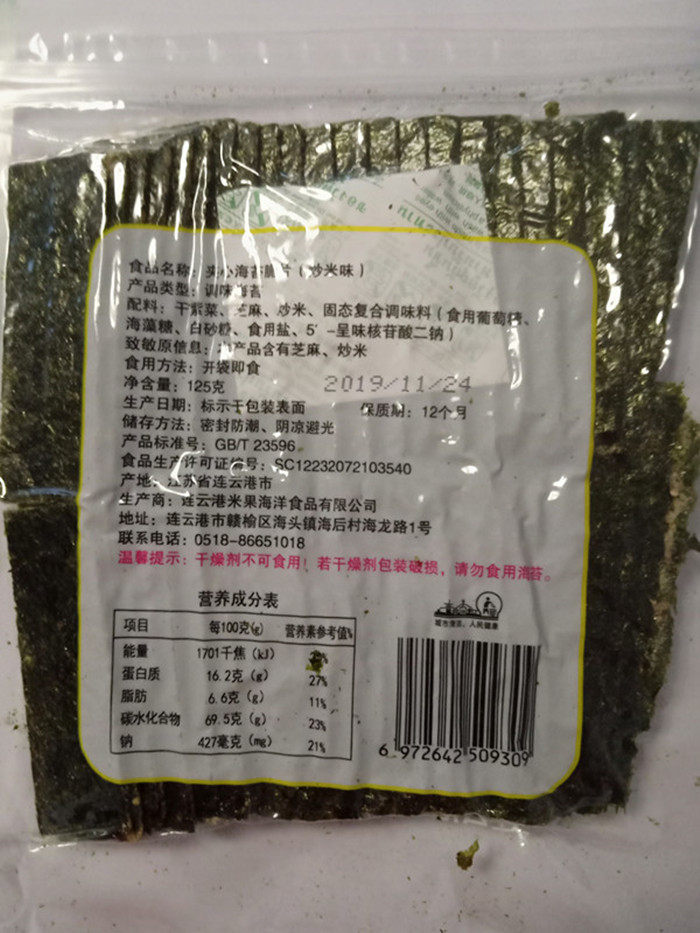 食品名称：夹心海苔脆片（炒米味）
产品类型：调味海苔
配料：干紫菜、芝麻、炒米、固态复合调味料（食用葡萄糖、
海藻糖、白砂糖、食用盐、5′-呈味核苷酸二钠）
致敏原信息：本产品含有芝麻、炒米
食用方法：开袋即食
净含量：125克 2019/11/24
生产日期：标示于包装表面 保质期：12个月
储存方法：密封防潮、阴凉避光
产品标准号：GB/T 23596
食品生产许可证编号：SC12232072103540
产地：江苏省连云港市
生产商：连云港米果海洋食品有限公司
地址：连云港市赣榆区海头镇海后村海龙路1号
联系电话：0518-86651018
温馨提示：干燥剂不可食用！若干燥剂包装破损，请勿食用海苔。
营养成分表
项目 每100克(g) 营养素参考值%
能量 1701千焦（kJ）
蛋白质 16.2克（g） 27%
脂肪 6.6克（g） 11%
碳水化合物 69.5克（g） 23%
钠 427毫克（mg） 21%
6 972642 509309